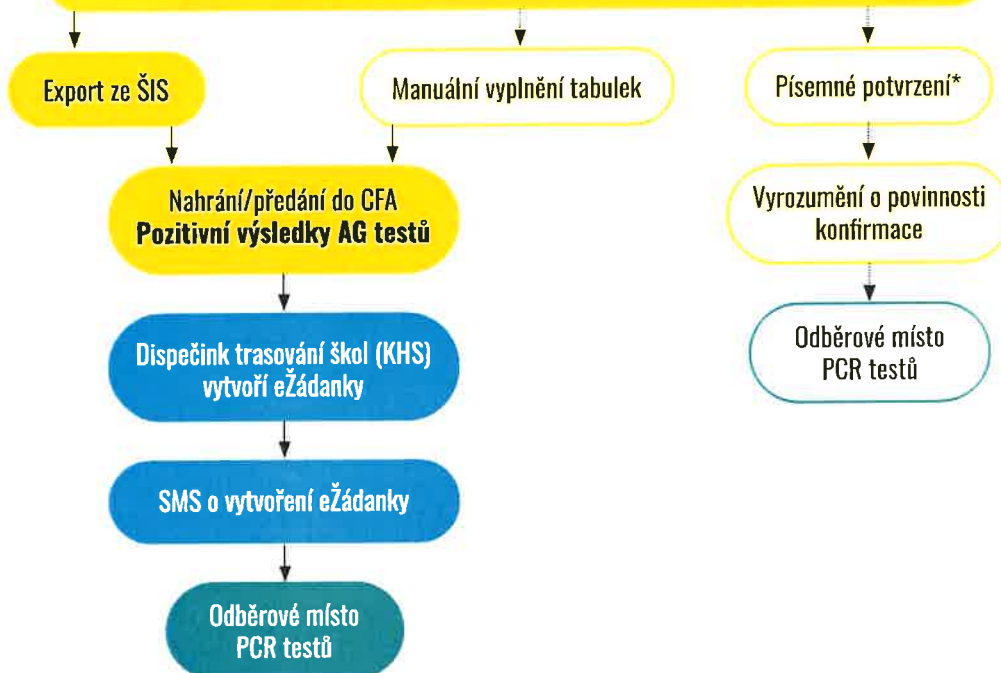 Export ze ŠIS
Manuální vyplnění tabulek
Písemné potvrzení*
Nahrání/předání do CFA
Pozitivní výsledky AG testů
Vyrozumění o povinnosti
konfirmace
Dispečink trasování škol (KHS)
vytvoří eŽádanky
Odběrové místo
PCR testů
SMS o vytvoření eŽádanky
Odběrové místo
PCR testů